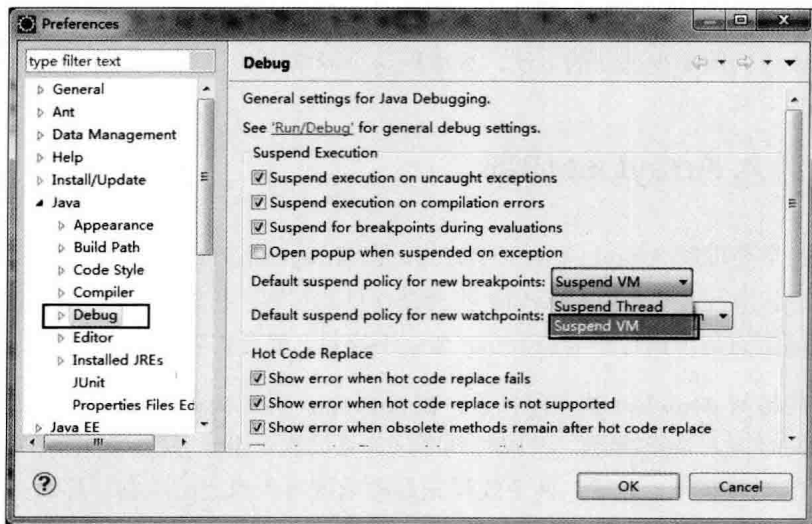 Preferences
type filter text
General
Ant
Data Management
Help
Install/Update
Java
Appearance
Build Path
Code Style
Compiler
Debug
Editor
Installed JREs
JUnit
Properties Files Ed
Java EE
Debug
General settings for Java Debugging.
See 'Run/Debug' for general debug settings.
Suspend Execution
Suspend execution on uncaught exceptions
Suspend execution on compilation errors
Suspend for breakpoints during evaluations
Open popup when suspended on exception
Default suspend policy for new breakpoints: Suspend VM
Default suspend policy for new watchpoints:
Suspend Thread
Suspend VM
Hot Code Replace
Show error when hot code replace fails
Show error when hot code replace is not supported
Show error when obsolete methods remain after hot code replace
OK
Cancel